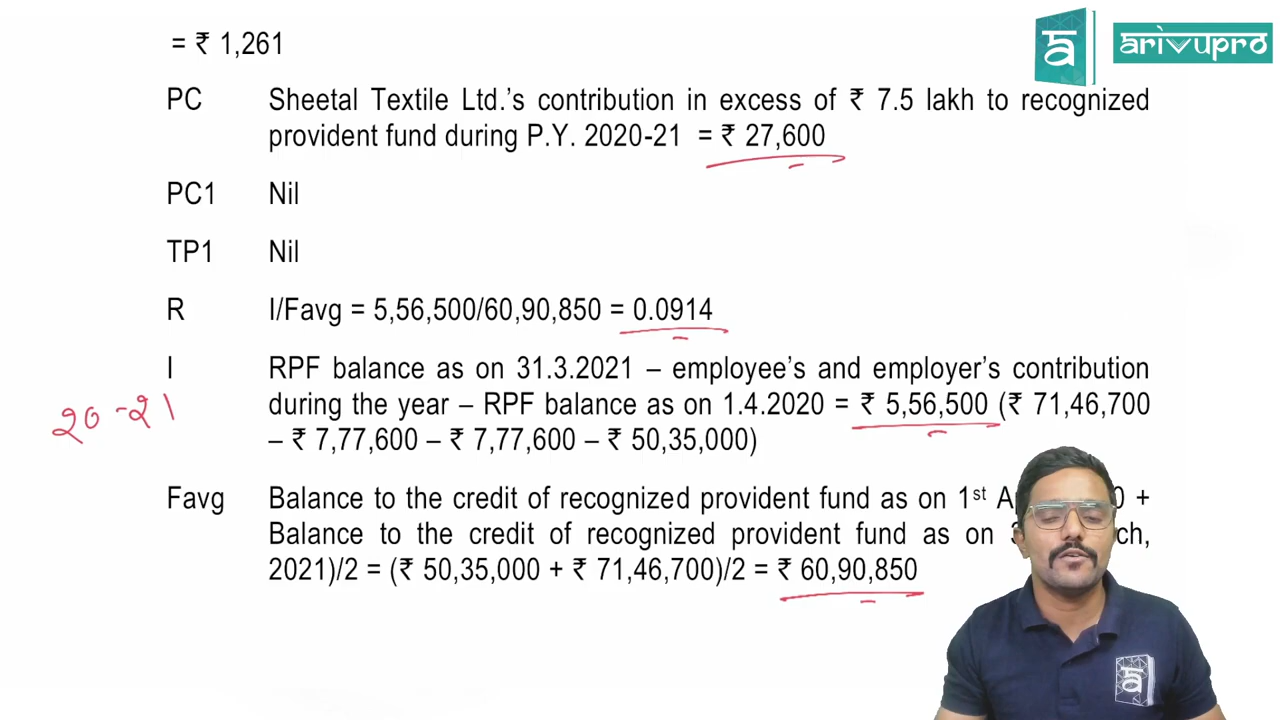 = ₹ 1,261
arivupro
PC Sheetal Textile Ltd.'s contribution in excess of ₹ 7.5 lakh to recognized
provident fund during P.Y. 2020-21 = ₹ 27,600
PC1 Nil
TP1 Nil
R I/Favg = 5,56,500/60,90,850 = 0.0914
I RPF balance as on 31.3.2021 – employee's and employer's contribution
during the year – RPF balance as on 1.4.2020 = ₹ 5,56,500 (₹ 71,46,700
20-21
– ₹ 7,77,600 – ₹ 7,77,600 – ₹ 50,35,000)
Favg Balance to the credit of recognized provident fund as on 1st +
Balance to the credit of recognized provident fund as on
2021)/2 = (₹ 50,35,000 + ₹ 71,46,700)/2 = ₹ 60,90,850